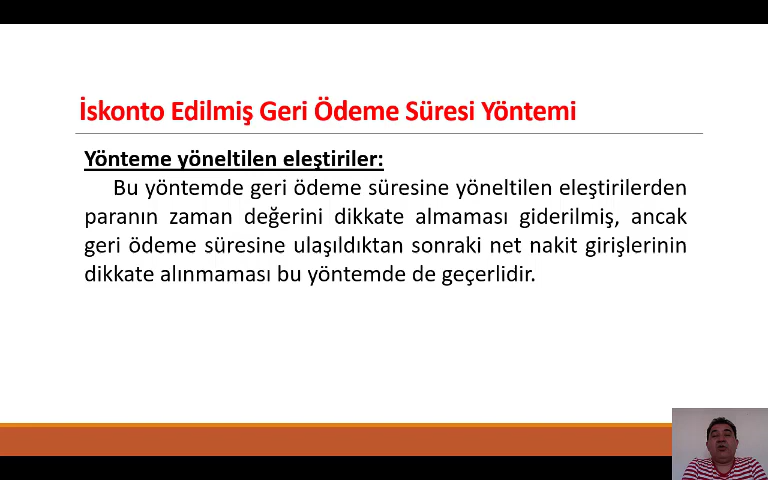 İskonto Edilmiş Geri Ödeme Süresi Yöntemi
Yönteme yöneltilen eleştiriler:
Bu yöntemde geri ödeme süresine yöneltilen eleştirilerden
paranın zaman değerini dikkate almaması giderilmiş, ancak
geri ödeme süresine ulaşıldıktan sonraki net nakit girişlerinin
dikkate alınmaması bu yöntemde de geçerlidir.